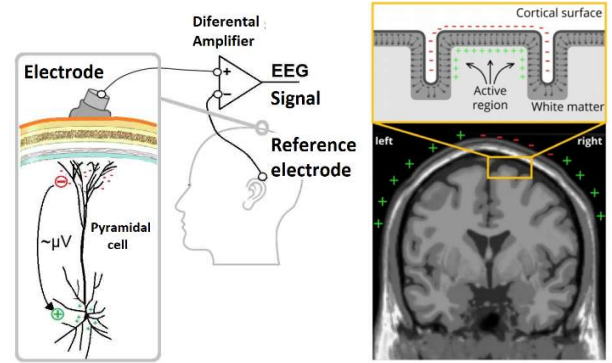 Diferental
Amplifier
Electrode
EEG
Signal
+
−
Reference
electrode
−
Pyramidal
cell
~μV
+
Cortical surface
Active
region
White matter
left
right